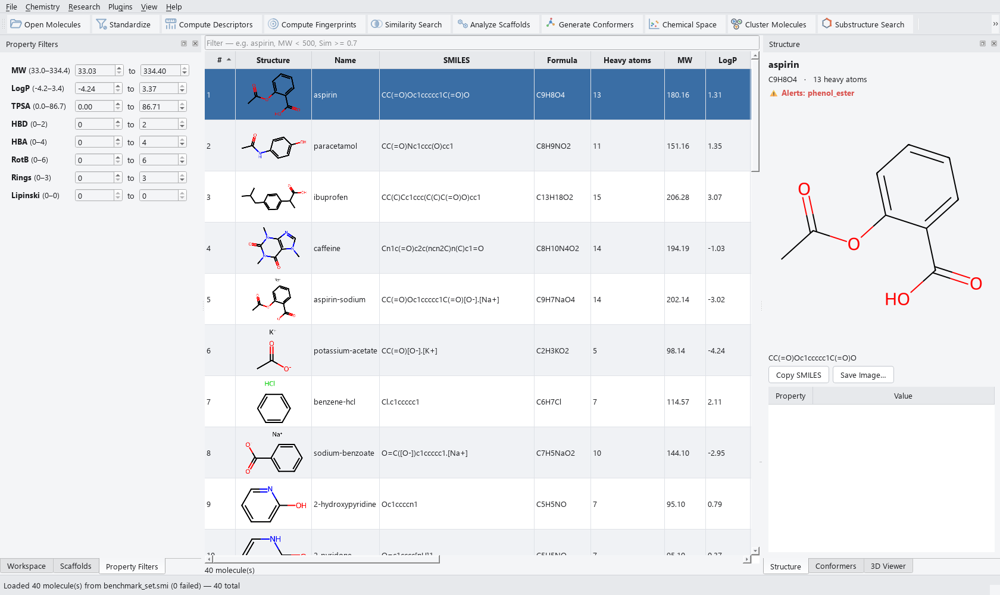 File Chemistry Research Plugins View Help
Open Molecules Standardize Compute Descriptors Compute Fingerprints Similarity Search Analyze Scaffolds Generate Conformers Chemical Space Cluster Molecules Substructure Search »
Property Filters
MW (33.0–334.4) 33.03 to 334.40
LogP (-4.2–3.4) -4.24 to 3.37
TPSA (0.0–86.7) 0.00 to 86.71
HBD (0–2) 0 to 2
HBA (0–4) 0 to 4
RotB (0–6) 0 to 6
Rings (0–3) 0 to 3
Lipinski (0–0) 0 to 0
Workspace Scaffolds Property Filters
Filter — e.g. aspirin, MW < 500, Sim >= 0.7
# Structure Name SMILES Formula Heavy atoms MW LogP
1 aspirin CC(=O)Oc1ccccc1C(=O)O C9H8O4 13 180.16 1.31
2 paracetamol CC(=O)Nc1ccc(O)cc1 C8H9NO2 11 151.16 1.35
3 ibuprofen CC(C)Cc1ccc(C(C)C(=O)O)cc1 C13H18O2 15 206.28 3.07
4 caffeine Cn1c(=O)c2c(ncn2C)n(C)c1=O C8H10N4O2 14 194.19 -1.03
5 aspirin-sodium CC(=O)Oc1ccccc1C(=O)[O-].[Na+] C9H7NaO4 14 202.14 -3.02
K⁺
6 O O⁻ potassium-acetate CC(=O)[O-].[K+] C2H3KO2 5 98.14 -4.24
HCl
7 benzene-hcl Cl.c1ccccc1 C6H7Cl 7 114.57 2.11
Na⁺
8 O⁻ O sodium-benzoate O=C([O-])c1ccccc1.[Na+] C7H5NaO2 10 144.10 -2.95
9 N OH 2-hydroxypyridine Oc1ccccn1 C5H5NO 7 95.10 0.79
NH
40 molecule(s)
Structure
aspirin
C9H8O4 · 13 heavy atoms
Alerts: phenol_ester
O
O
O
HO
CC(=O)Oc1ccccc1C(=O)O
Copy SMILES Save Image...
Property Value
Structure Conformers 3D Viewer
Loaded 40 molecule(s) from benchmark_set.smi (0 failed) — 40 total